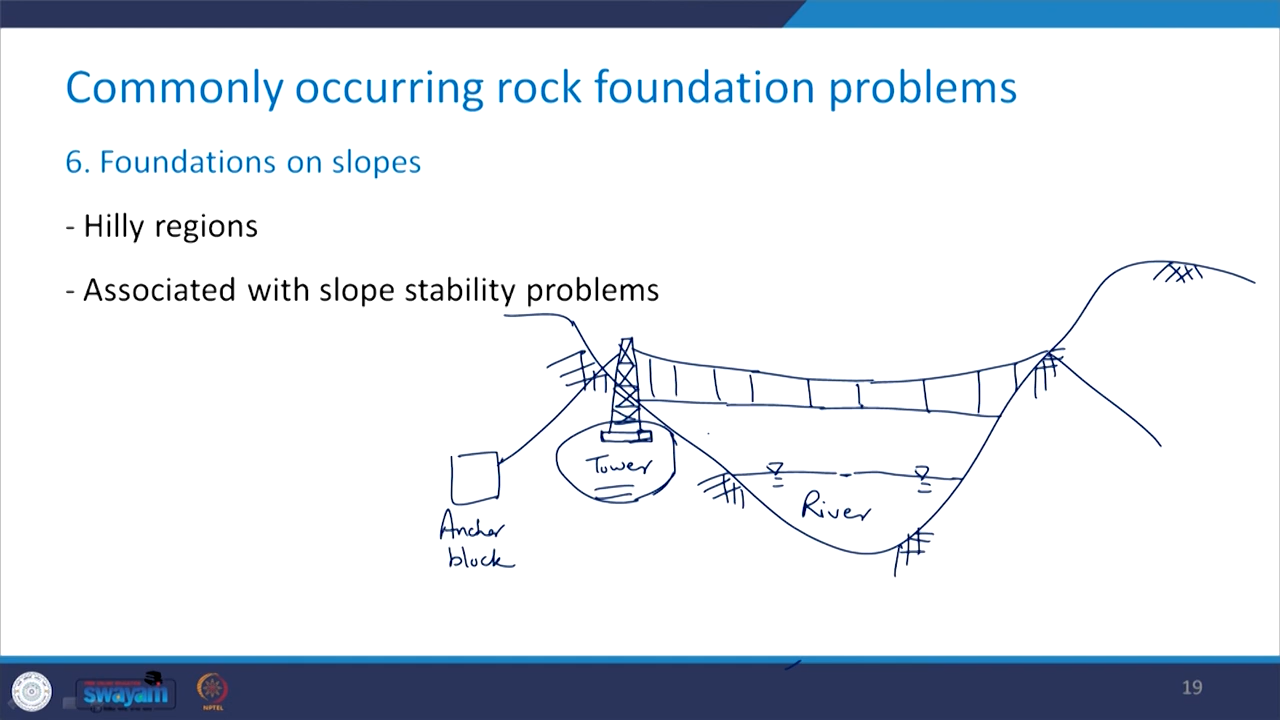 Commonly occurring rock foundation problems
6. Foundations on slopes
- Hilly regions
- Associated with slope stability problems
Tower
River
Anchor
block
swayam
NPTEL
19